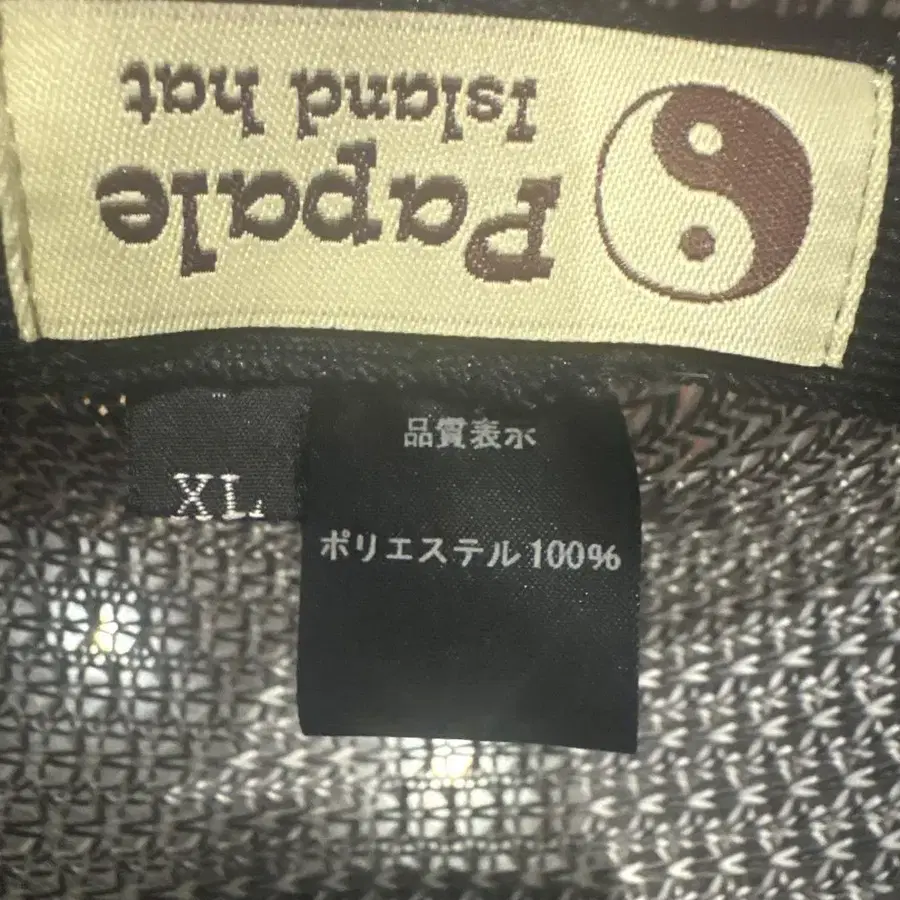 Papale
Island hat
XL
品質表示
ポリエステル100%